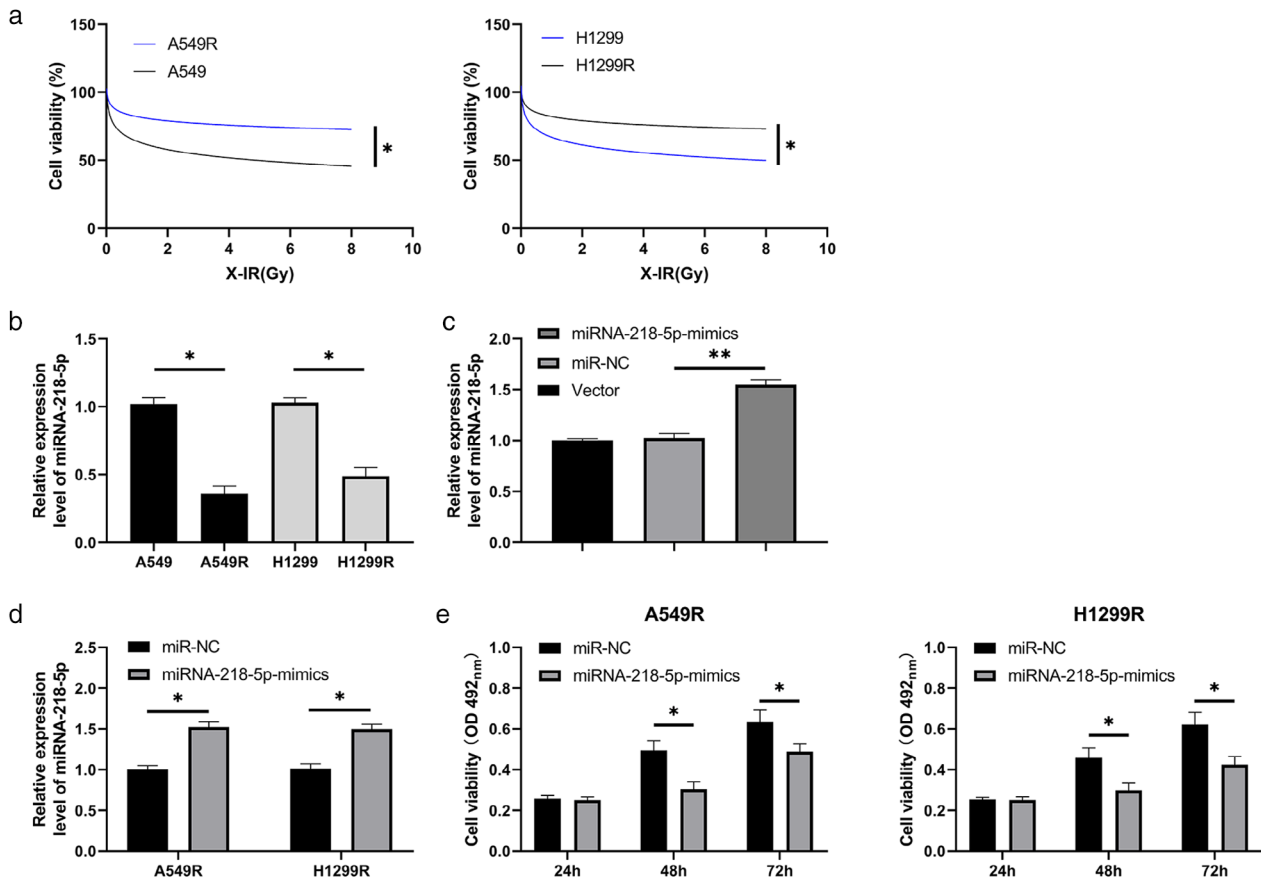 a
Cell viability (%)
150
100
50
0
A549R
A549
*
0 2 4 6 8 10
X-IR(Gy)
Cell viability (%)
150
100
50
0
H1299
H1299R
*
0 2 4 6 8 10
X-IR(Gy)
b
Relative expression
level of miRNA-218-5p
1.5
1.0
0.5
0.0
* *
A549 A549R H1299 H1299R
c
Relative expression
level of miRNA-218-5p
2.0
1.5
1.0
0.5
0.0
miRNA-218-5p-mimics
miR-NC
Vector
**
d
Relative expression
level of miRNA-218-5p
2.5
2.0
1.5
1.0
0.5
0.0
miR-NC
miRNA-218-5p-mimics
* *
A549R H1299R
e
A549R
Cell viability (OD 492nm)
1.0
0.8
0.6
0.4
0.2
0.0
miR-NC
miRNA-218-5p-mimics
* *
24h 48h 72h
H1299R
Cell viability (OD 492nm)
1.0
0.8
0.6
0.4
0.2
0.0
miR-NC
miRNA-218-5p-mimics
* *
24h 48h 72h